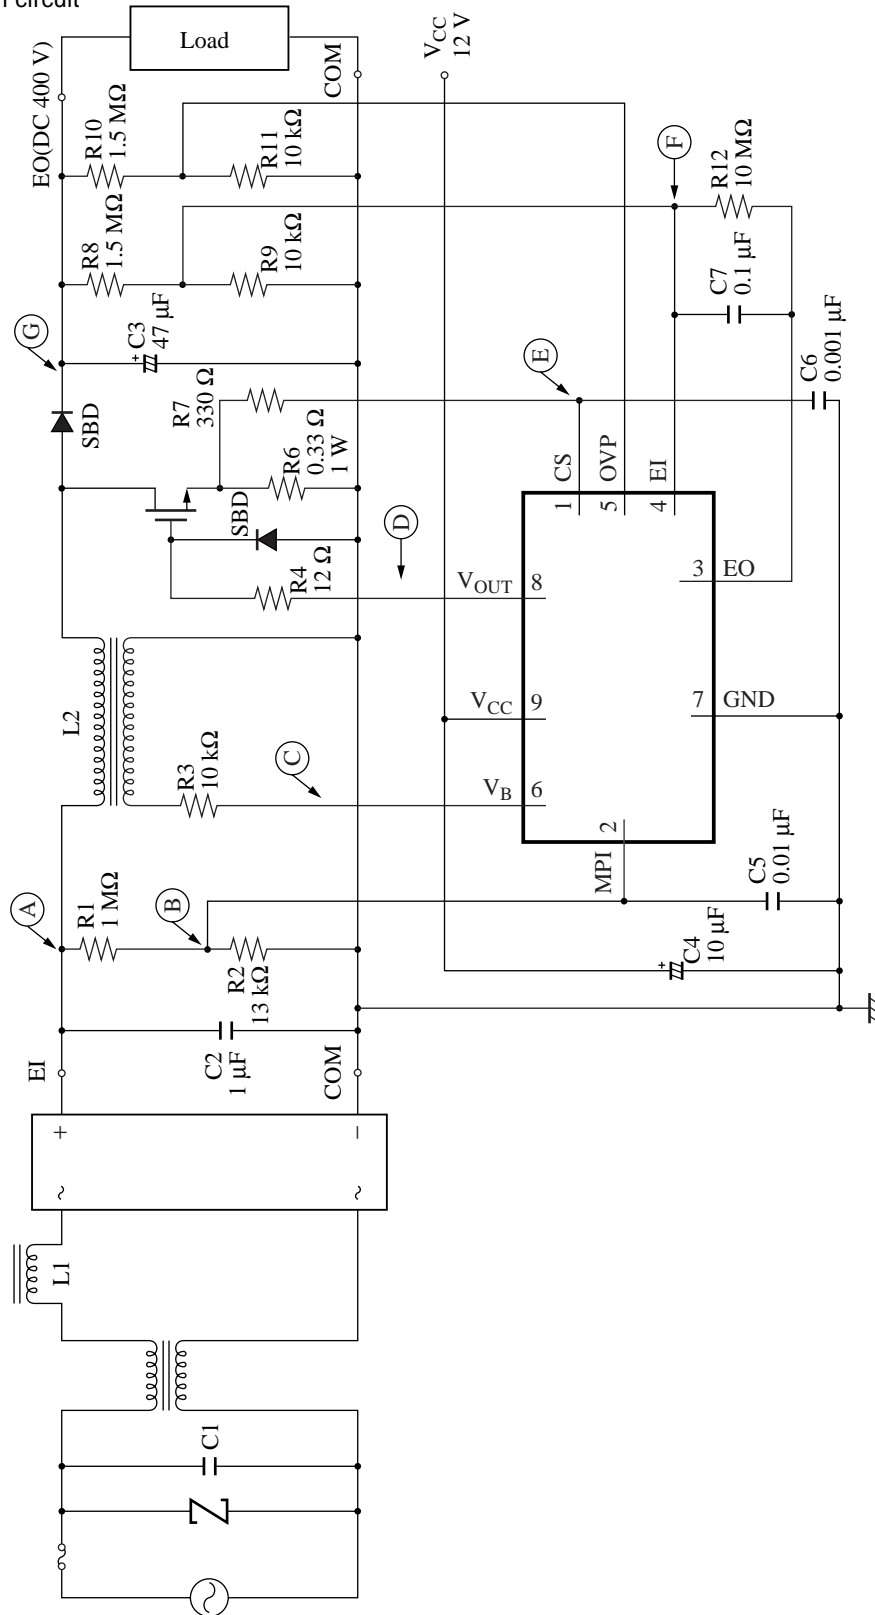 circuit
Load
EO(DC 400 V)
COM
V_CC
12 V
R10
1.5 MΩ
R11
10 kΩ
R8
1.5 MΩ
R9
10 kΩ
F
R12
10 MΩ
C7
0.1 µF
G
+
C3
47 µF
E
C6
0.001 µF
SBD
R7
330 Ω
R6
0.33 Ω
1 W
SBD
R4
12 Ω
D
CS
OVP
EI
1
5
4
V_OUT
8
3
EO
L2
V_CC
9
7
GND
R3
10 kΩ
C
V_B
6
2
MPI
C5
0.01 µF
A
R1
1 MΩ
B
R2
13 kΩ
+
C4
10 µF
C2
1 µF
EI
COM
+
−
~
~
L1
C1